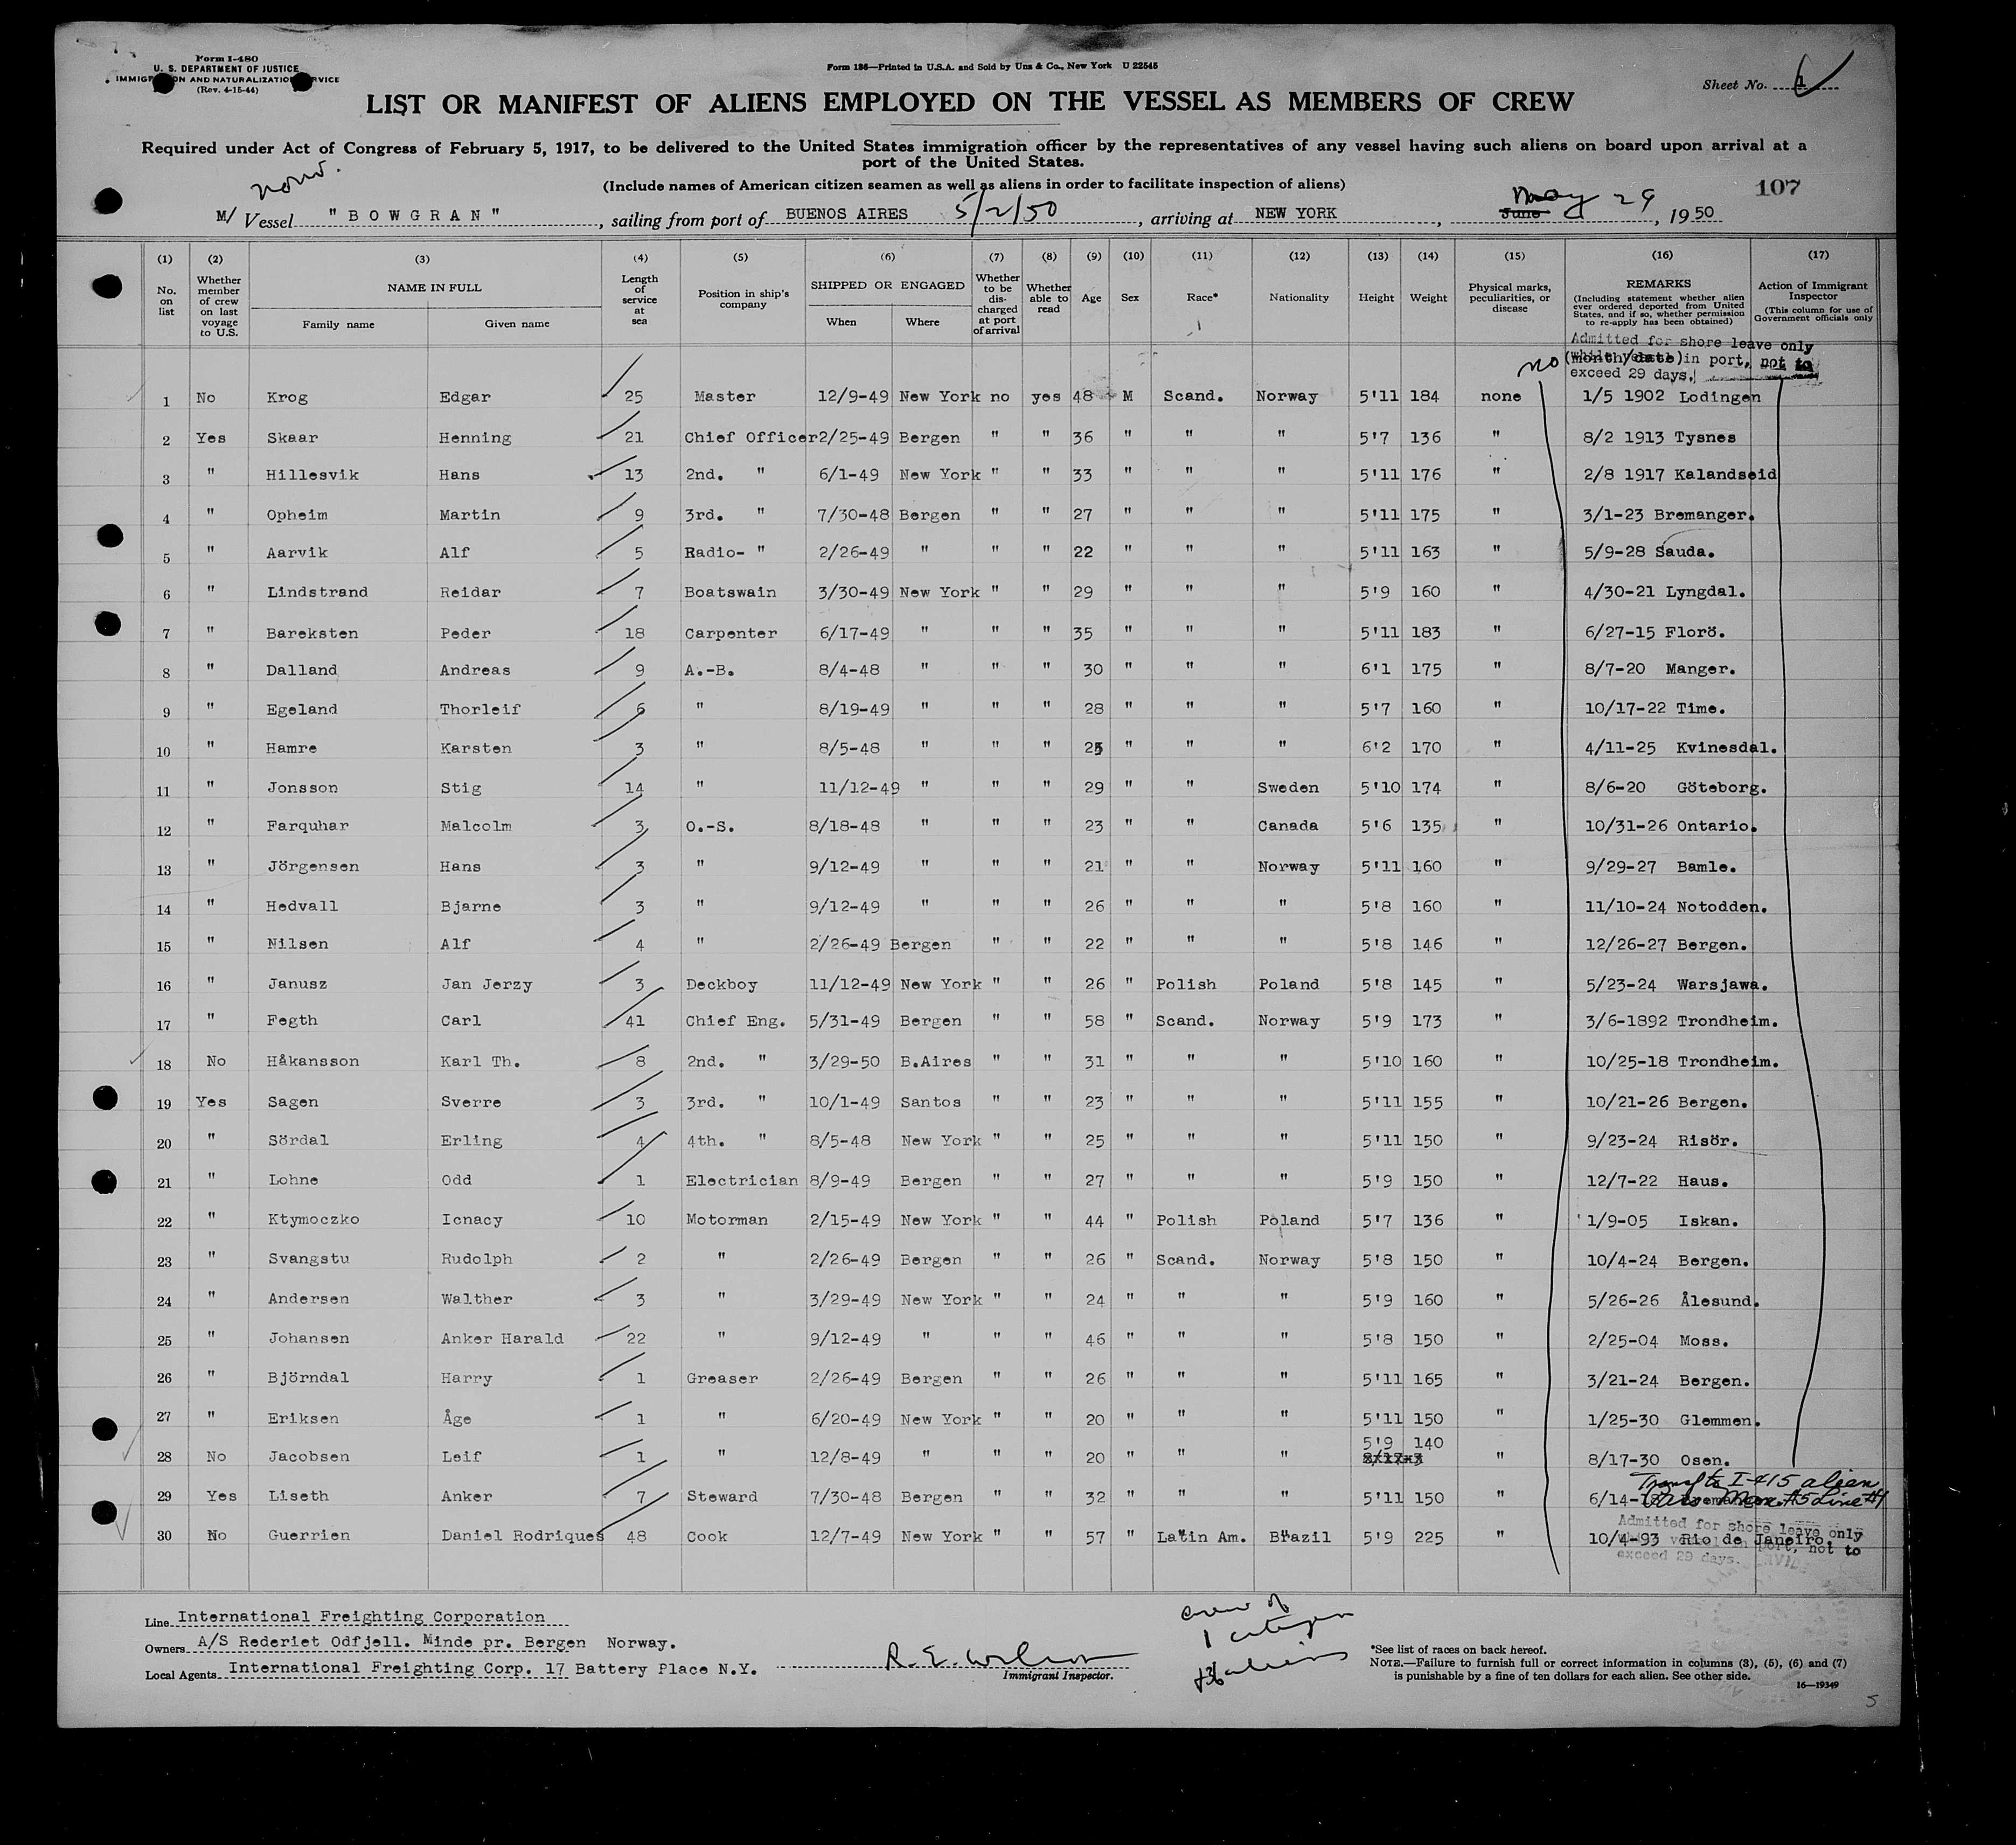 Form I-480
U. S. DEPARTMENT OF JUSTICE
IMMIGRATION AND NATURALIZATION SERVICE
(Rev. 4-15-44)
Form 186—Printed in U.S.A. and Sold by Unz & Co., New York U 22545
Sheet No. 1
LIST OR MANIFEST OF ALIENS EMPLOYED ON THE VESSEL AS MEMBERS OF CREW
Required under Act of Congress of February 5, 1917, to be delivered to the United States immigration officer by the representatives of any vessel having such aliens on board upon arrival at a
port of the United States.
(Include names of American citizen seamen as well as aliens in order to facilitate inspection of aliens)
107
norw.
M/ Vessel "BOWGRAN", sailing from port of BUENOS AIRES 5/2/50, arriving at NEW YORK, June May 29, 1950
(1) (2) (3) (4) (5) (6) (7) (8) (9) (10) (11) (12) (13) (14) (15) (16) (17)
No. on list
Whether member of crew on last voyage to U.S.
NAME IN FULL
Family name Given name
Length of service at sea
Position in ship's company
SHIPPED OR ENGAGED
When Where
Whether to be discharged at port of arrival
Whether able to read
Age
Sex
Race*
Nationality
Height
Weight
Physical marks, peculiarities, or disease
REMARKS
(Including statement whether alien ever ordered deported from United States, and if so, whether permission to re-apply has been obtained)
Action of Immigrant Inspector
(This column for use of Government officials only
Admitted for shore leave only
(month/date) in port, not to
exceed 29 days.
no
1 No Krog Edgar 25 Master 12/9-49 New York no yes 48 M Scand. Norway 5'11 184 none 1/5 1902 Lodingen
2 Yes Skaar Henning 21 Chief Officer 2/25-49 Bergen " " 36 " " " 5'7 136 " 8/2 1913 Tysnes
3 " Hillesvik Hans 13 2nd. " 6/1-49 New York " " 33 " " " 5'11 176 " 2/8 1917 Kalandseid
4 " Opheim Martin 9 3rd. " 7/30-48 Bergen " " 27 " " " 5'11 175 " 3/1-23 Bremanger.
5 " Aarvik Alf 5 Radio- " 2/26-49 " " " 22 " " " 5'11 163 " 5/9-28 Sauda.
6 " Lindstrand Reidar 7 Boatswain 3/30-49 New York " " 29 " " " 5'9 160 " 4/30-21 Lyngdal.
7 " Bareksten Peder 18 Carpenter 6/17-49 " " " 35 " " " 5'11 183 " 6/27-15 Florö.
8 " Dalland Andreas 9 A.-B. 8/4-48 " " " 30 " " " 6'1 175 " 8/7-20 Manger.
9 " Egeland Thorleif 6 " 8/19-49 " " " 28 " " " 5'7 160 " 10/17-22 Time.
10 " Hamre Karsten 3 " 8/5-48 " " " 25 " " " 6'2 170 " 4/11-25 Kvinesdal.
11 " Jonsson Stig 14 " 11/12-49 " " " 29 " " Sweden 5'10 174 " 8/6-20 Göteborg.
12 " Farquhar Malcolm 3 O.-S. 8/18-48 " " " 23 " " Canada 5'6 135 " 10/31-26 Ontario.
13 " Jörgensen Hans 3 " 9/12-49 " " " 21 " " Norway 5'11 160 " 9/29-27 Bamle.
14 " Hedvall Bjarne 3 " 9/12-49 " " " 26 " " " 5'8 160 " 11/10-24 Notodden.
15 " Nilsen Alf 4 " 2/26-49 Bergen " " 22 " " " 5'8 146 " 12/26-27 Bergen.
16 " Janusz Jan Jerzy 3 Deckboy 11/12-49 New York " " 26 " Polish Poland 5'8 145 " 5/23-24 Warsjawa.
17 " Fegth Carl 41 Chief Eng. 5/31-49 Bergen " " 58 " Scand. Norway 5'9 173 " 3/6-1892 Trondheim.
18 No Håkansson Karl Th. 8 2nd. " 3/29-50 B.Aires " " 31 " " " 5'10 160 " 10/25-18 Trondheim.
19 Yes Sagen Sverre 3 3rd. " 10/1-49 Santos " " 23 " " " 5'11 155 " 10/21-26 Bergen.
20 " Sördal Erling 4 4th. " 8/5-48 New York " " 25 " " " 5'11 150 " 9/23-24 Risör.
21 " Lohne Odd 1 Electrician 8/9-49 Bergen " " 27 " " " 5'9 150 " 12/7-22 Haus.
22 " Ktymoczko Icnacy 10 Motorman 2/15-49 New York " " 44 " Polish Poland 5'7 136 " 1/9-05 Iskan.
23 " Svangstu Rudolph 2 " 2/26-49 Bergen " " 26 " Scand. Norway 5'8 150 " 10/4-24 Bergen.
24 " Andersen Walther 3 " 3/29-49 New York " " 24 " " " 5'9 160 " 5/26-26 Ålesund.
25 " Johansen Anker Harald 22 " 9/12-49 " " " 46 " " " 5'8 150 " 2/25-04 Moss.
26 " Björndal Harry 1 Greaser 2/26-49 Bergen " " 26 " " " 5'11 165 " 3/21-24 Bergen.
27 " Eriksen Åge 1 " 6/20-49 New York " " 20 " " " 5'11 150 " 1/25-30 Glemmen.
28 No Jacobsen Leif 1 " 12/8-49 " " " 20 " " " 5'9 140 " 8/17-30 Osen.
Transf to I-415 alien
29 Yes Liseth Anker 7 Steward 7/30-48 Bergen " " 32 " " " 5'11 150 " 6/14- Man #5 Line #1
30 No Guerrien Daniel Rodriques 48 Cook 12/7-49 New York " " 57 " Latin Am. Brazil 5'9 225 " 10/4-93 Rio de Janeiro.
Admitted for shore leave only
vessel in port, not to
exceed 29 days.
Line International Freighting Corporation
Owners A/S Rederiet Odfjell. Minde pr. Bergen Norway.
Local Agents International Freighting Corp. 17 Battery Place N.Y.
R. E. Wilson
Immigrant Inspector.
crew of
1 citizen
aliens
*See list of races on back hereof.
NOTE.—Failure to furnish full or correct information in columns (3), (5), (6) and (7)
is punishable by a fine of ten dollars for each alien. See other side.
16—19349
5